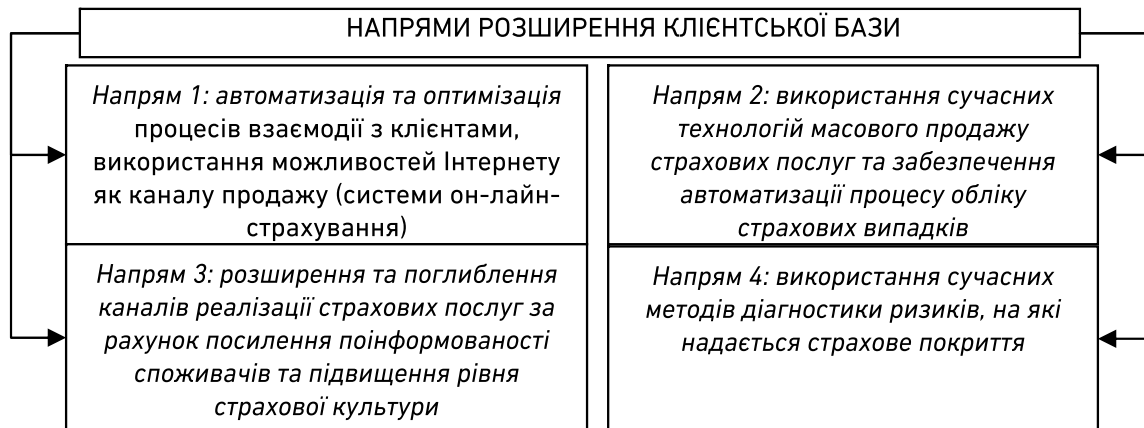 НАПРЯМИ РОЗШИРЕННЯ КЛІЄНТСЬКОЇ БАЗИ
Напрям 1: автоматизація та оптимізація
процесів взаємодії з клієнтами,
використання можливостей Інтернету
як каналу продажу (системи он-лайн-
страхування)
Напрям 2: використання сучасних
технологій масового продажу
страхових послуг та забезпечення
автоматизації процесу обліку
страхових випадків
Напрям 3: розширення та поглиблення
каналів реалізації страхових послуг за
рахунок посилення поінформованості
споживачів та підвищення рівня
страхової культури
Напрям 4: використання сучасних
методів діагностики ризиків, на які
надається страхове покриття